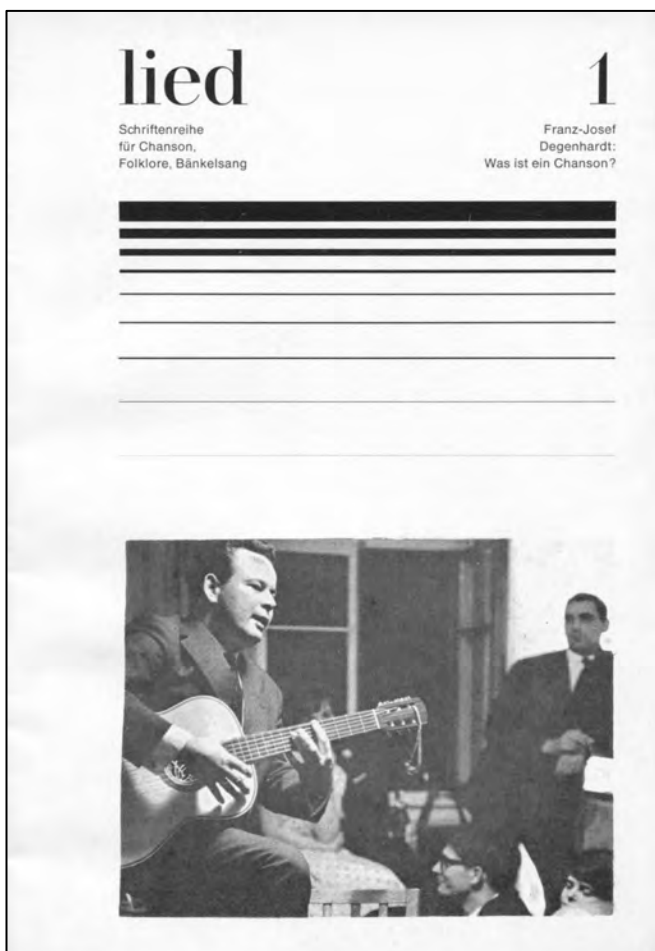 lied
Schriftenreihe
für Chanson,
Folklore, Bänkelsang
1
Franz-Josef
Degenhardt:
Was ist ein Chanson?